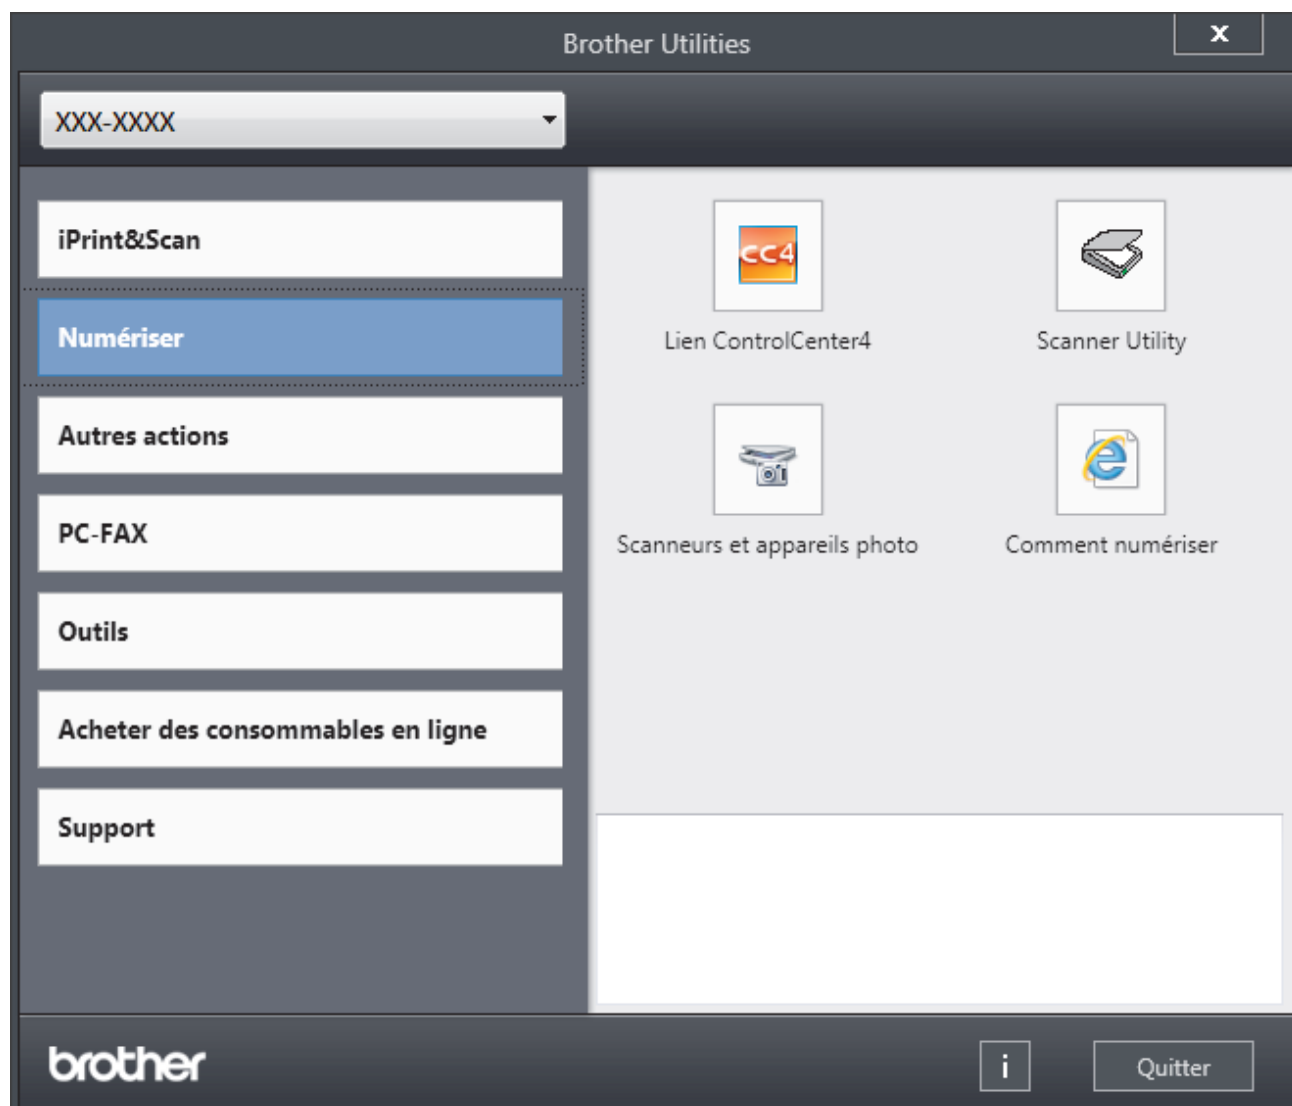 Brother Utilities
x
XXX-XXXX
iPrint&Scan
Numériser
Autres actions
PC-FAX
Outils
Acheter des consommables en ligne
Support
CC4
Lien ControlCenter4
Scanner Utility
Scanneurs et appareils photo
Comment numériser
brother
i
Quitter